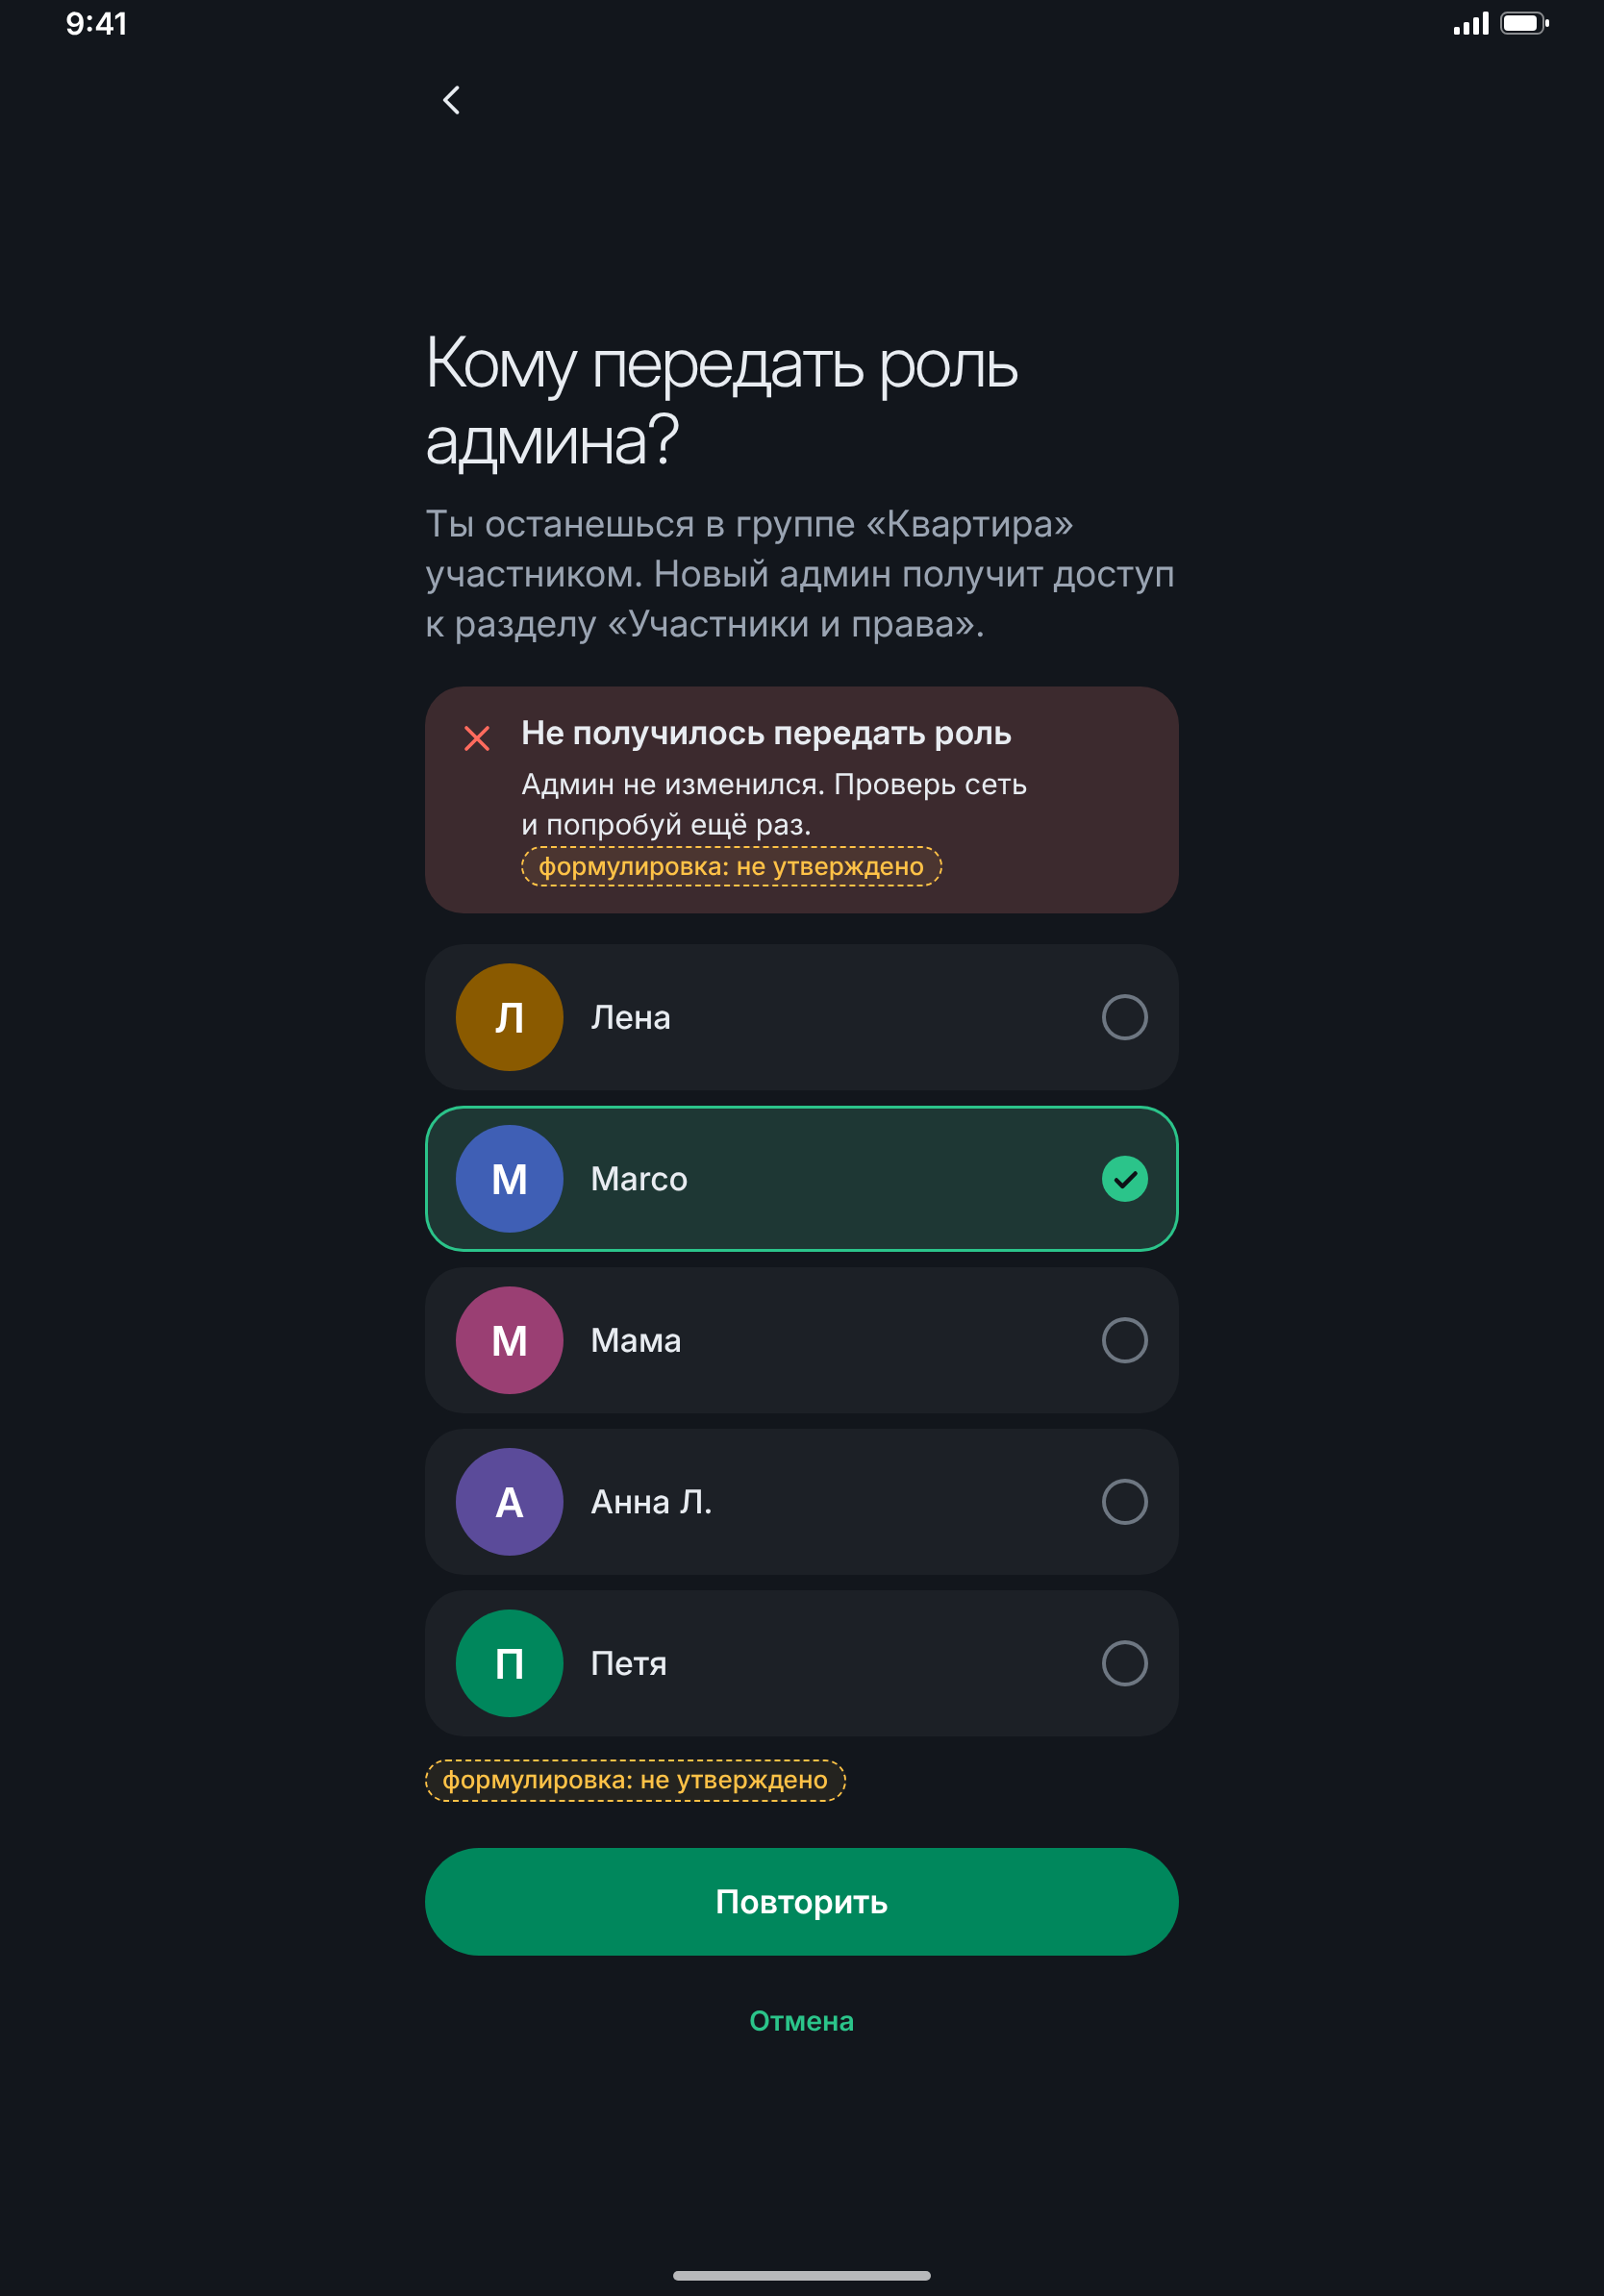 9:41
Кому передать роль
админа?
Ты останешься в группе «Квартира»
участником. Новый админ получит доступ
к разделу «Участники и права».
Не получилось передать роль
Админ не изменился. Проверь сеть
и попробуй ещё раз.
формулировка: не утверждено
Л Лена
M Marco
М Мама
А Анна Л.
П Петя
формулировка: не утверждено
Повторить
Отмена